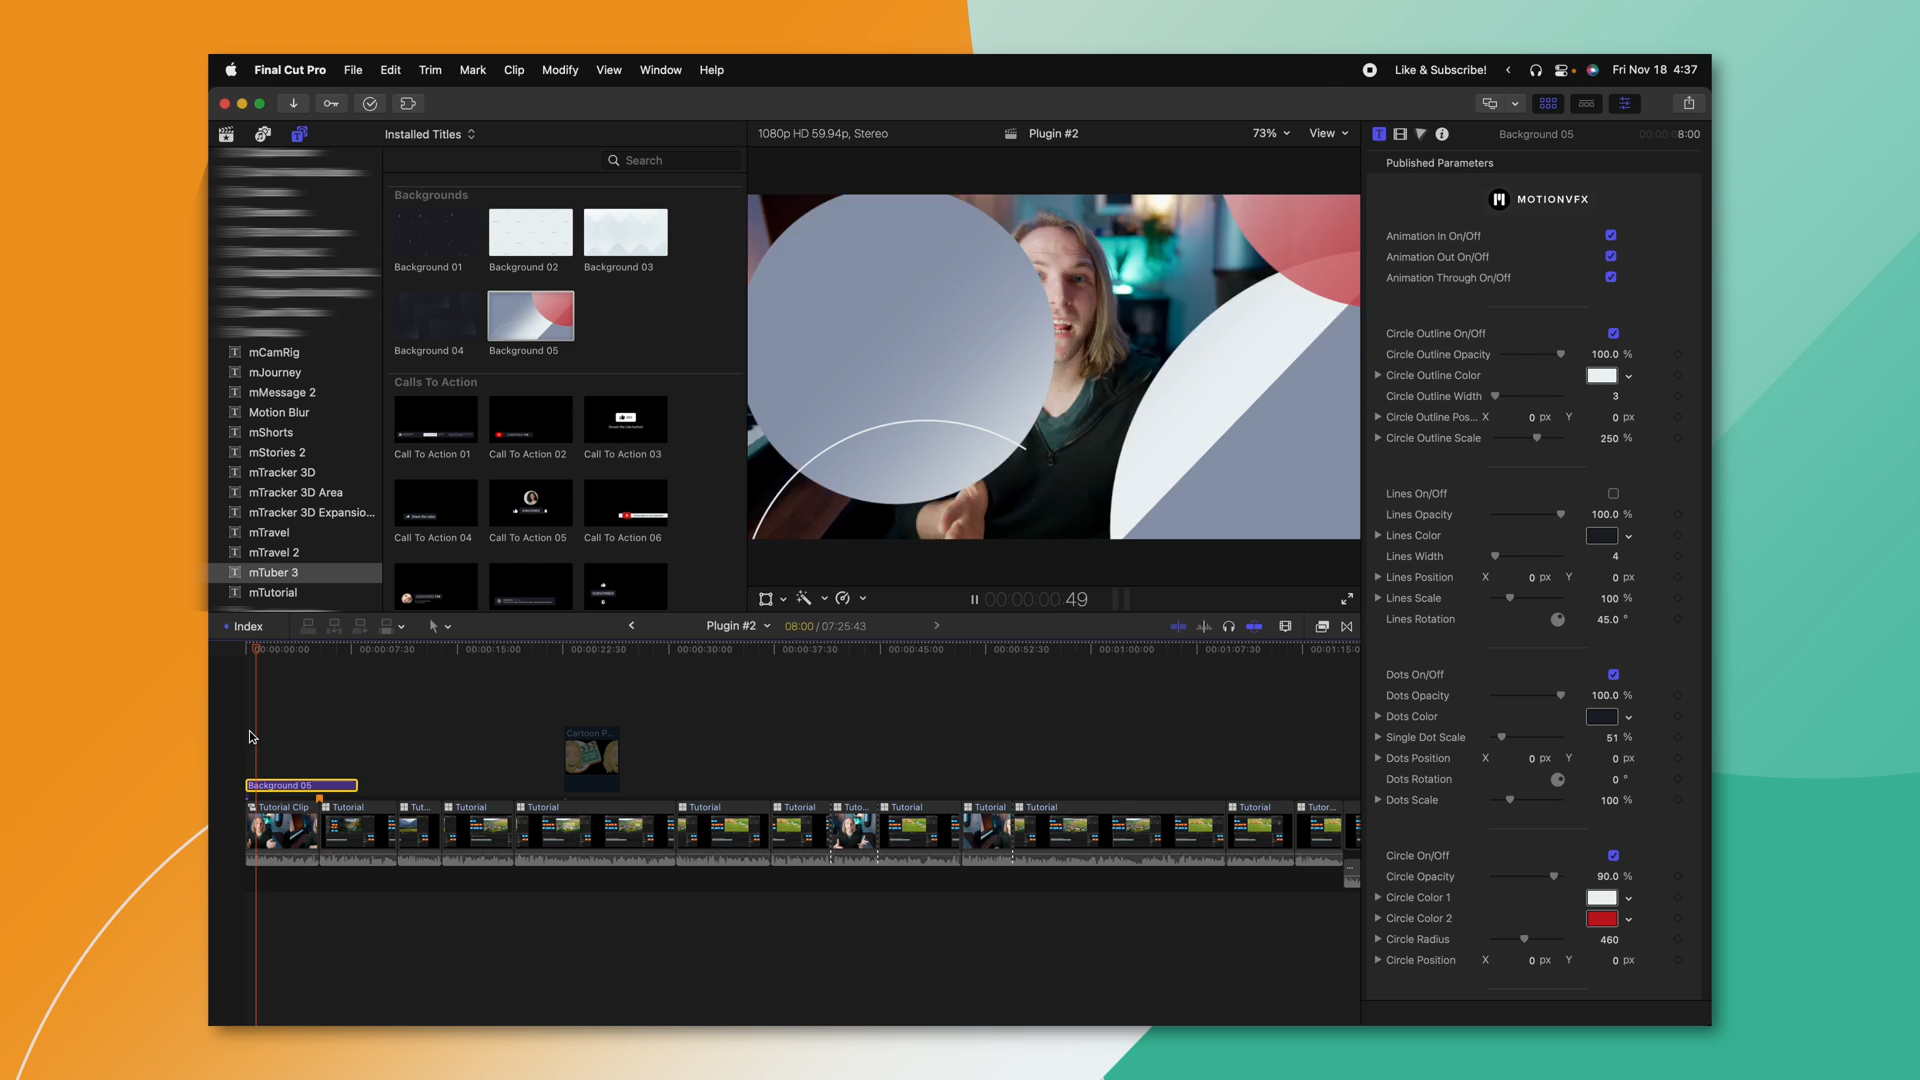 Final Cut Pro File Edit Trim Mark Clip Modify View Window Help
Like & Subscribe! Fri Nov 18 4:37
Installed Titles
Search
Backgrounds
Background 01 Background 02 Background 03
Background 04 Background 05
Calls To Action
Call To Action 01 Call To Action 02 Call To Action 03
Call To Action 04 Call To Action 05 Call To Action 06
mCamRig
mJourney
mMessage 2
Motion Blur
mShorts
mStories 2
mTracker 3D
mTracker 3D Area
mTracker 3D Expansio...
mTravel
mTravel 2
mTuber 3
mTutorial
1080p HD 59.94p, Stereo Plugin #2 73% View
00:00:00:00.49
Background 05 00:00:08:00
Published Parameters
MOTIONVFX
Animation In On/Off
Animation Out On/Off
Animation Through On/Off
Circle Outline On/Off
Circle Outline Opacity 100.0 %
Circle Outline Color
Circle Outline Width 3
Circle Outline Pos... X 0 px Y 0 px
Circle Outline Scale 250 %
Lines On/Off
Lines Opacity 100.0 %
Lines Color
Lines Width 4
Lines Position X 0 px Y 0 px
Lines Scale 100 %
Lines Rotation 45.0 °
Dots On/Off
Dots Opacity 100.0 %
Dots Color
Single Dot Scale 51 %
Dots Position X 0 px Y 0 px
Dots Rotation 0 °
Dots Scale 100 %
Circle On/Off
Circle Opacity 90.0 %
Circle Color 1
Circle Color 2
Circle Radius 460
Circle Position X 0 px Y 0 px
Index Plugin #2 08:00 / 07:25:43
00:00:00:00 00:00:07:30 00:00:15:00 00:00:22:30 00:00:30:00 00:00:37:30 00:00:45:00 00:00:52:30 00:01:00:00 00:01:07:30 00:01:15:0
Cartoon P...
Background 05
Tutorial Clip Tutorial Tut... Tutorial Tutorial Tutorial Tutorial Tuto... Tutorial Tutorial Tutorial Tutorial Tutor...